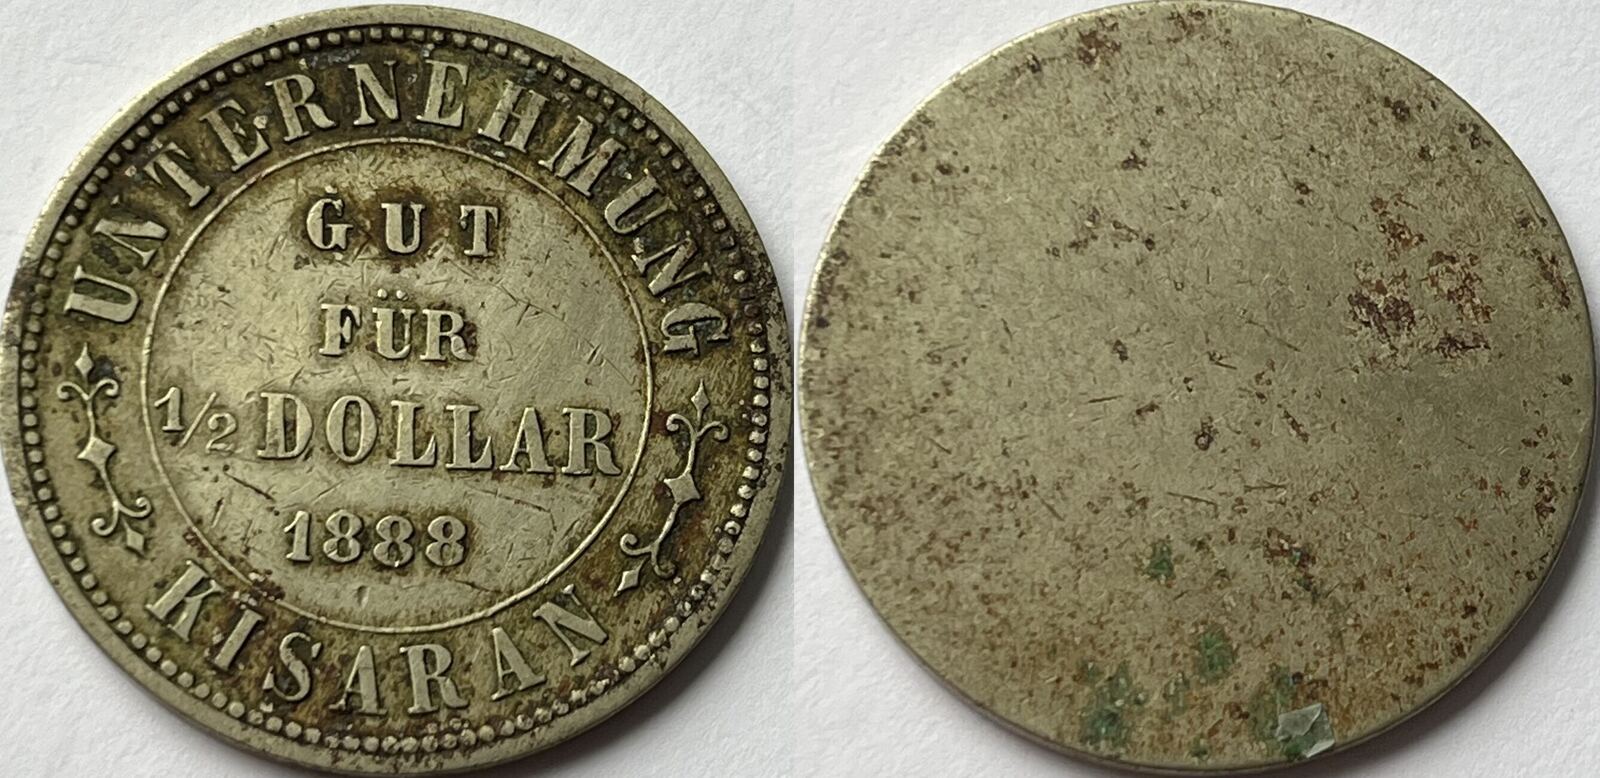 UNTERNEHMUNG
GUT
FÜR
1/2 DOLLAR
1888
KISARAN